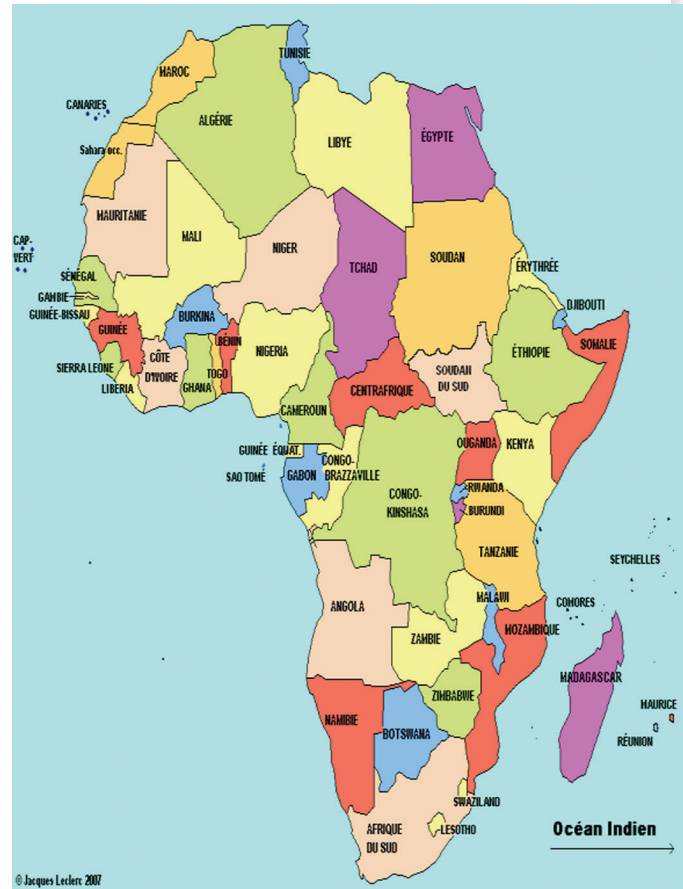 TUNISIE
MAROC
CANARIES
ALGÉRIE
LIBYE
ÉGYPTE
Sahara occ.
MAURITANIE
MALI
NIGER
TCHAD
SOUDAN
CAP-
VERT
ÉRYTHRÉE
SÉNÉGAL
GAMBIE
GUINÉE-BISSAU
DJIBOUTI
BURKINA
GUINÉE
BÉNIN
NIGERIA
SOMALIE
ÉTHIOPIE
CÔTE
D'IVOIRE
SIERRA LEONE
LIBERIA
GHANA
TOGO
CENTRAFRIQUE
SOUDAN
DU SUD
CAMEROUN
GUINÉE ÉQUAT.
OUGANDA
KENYA
SAO TOMÉ
GABON
CONGO-
BRAZZAVILLE
CONGO-
KINSHASA
RWANDA
BURUNDI
TANZANIE
SEYCHELLES
MALAWI
COMORES
ANGOLA
ZAMBIE
MOZAMBIQUE
MADAGASCAR
ZIMBABWE
NAMIBIE
BOTSWANA
MAURICE
RÉUNION
SWAZILAND
LESOTHO
AFRIQUE
DU SUD
Océan Indien
© Jacques Leclerc 2007